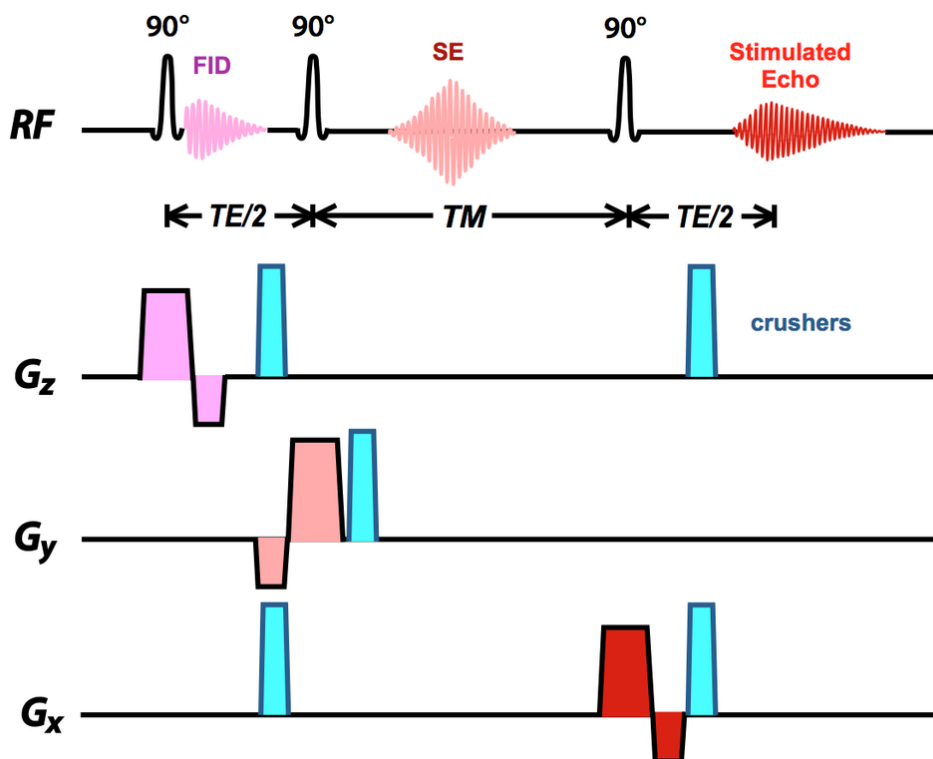 90°
90°
90°
FID
SE
Stimulated
Echo
RF
TE/2
TM
TE/2
crushers
Gz
Gy
Gx